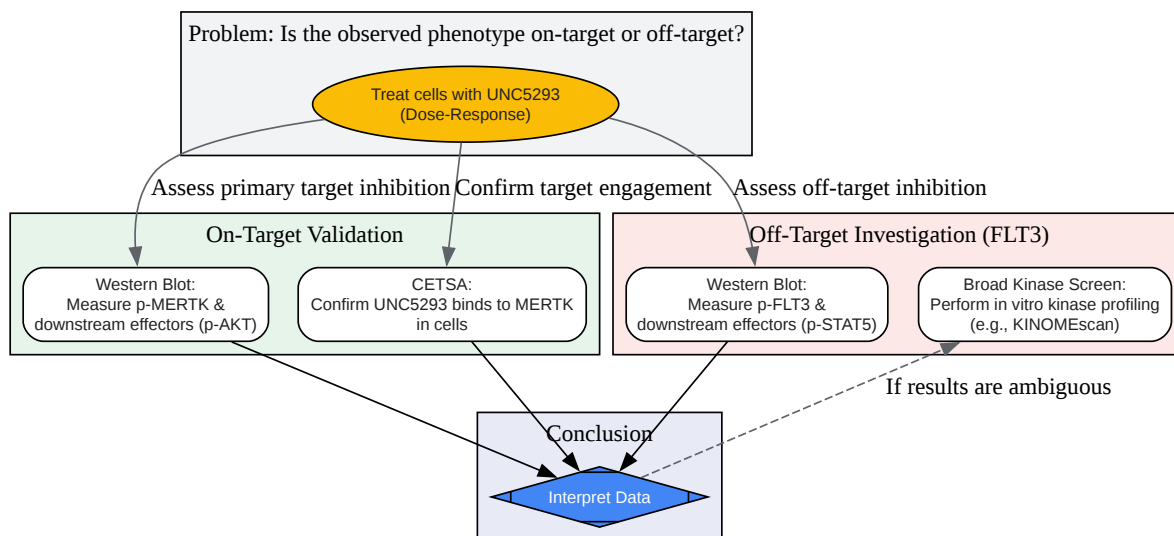 Problem: Is the observed phenotype on-target or off-target?
Treat cells with UNC5293
(Dose-Response)
Assess primary target inhibition
Confirm target engagement
Assess off-target inhibition
On-Target Validation
Off-Target Investigation (FLT3)
Western Blot:
Measure p-MERTK &
downstream effectors (p-AKT)
CETSA:
Confirm UNC5293 binds to MERTK
in cells
Western Blot:
Measure p-FLT3 &
downstream effectors (p-STAT5)
Broad Kinase Screen:
Perform in vitro kinase profiling
(e.g., KINOMEscan)
If results are ambiguous
Conclusion
Interpret Data